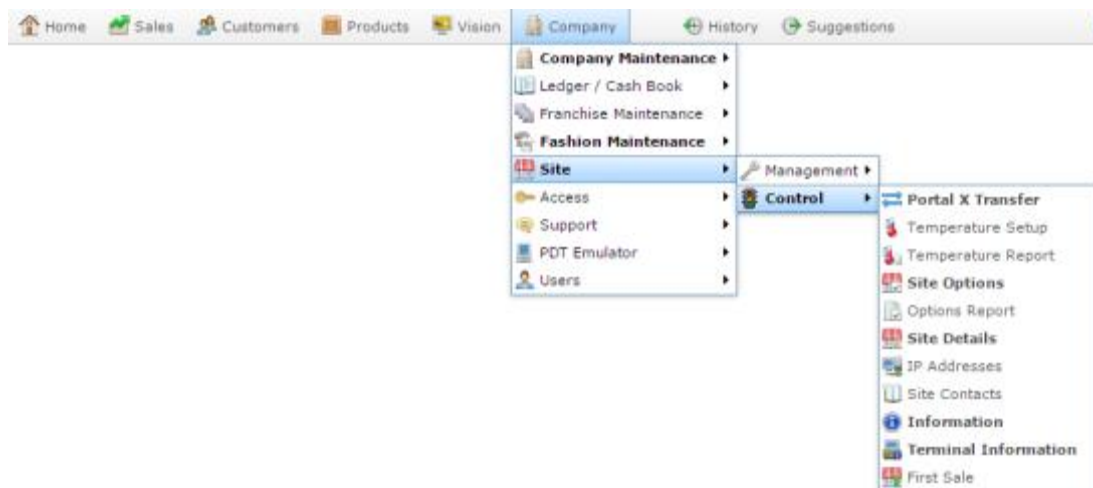 Home Sales Customers Products Vision Company History Suggestions
Company Maintenance
Ledger / Cash Book
Franchise Maintenance
Fashion Maintenance
Site
Access
Support
PDT Emulator
Users
Management
Control
Portal X Transfer
Temperature Setup
Temperature Report
Site Options
Options Report
Site Details
IP Addresses
Site Contacts
Information
Terminal Information
First Sale